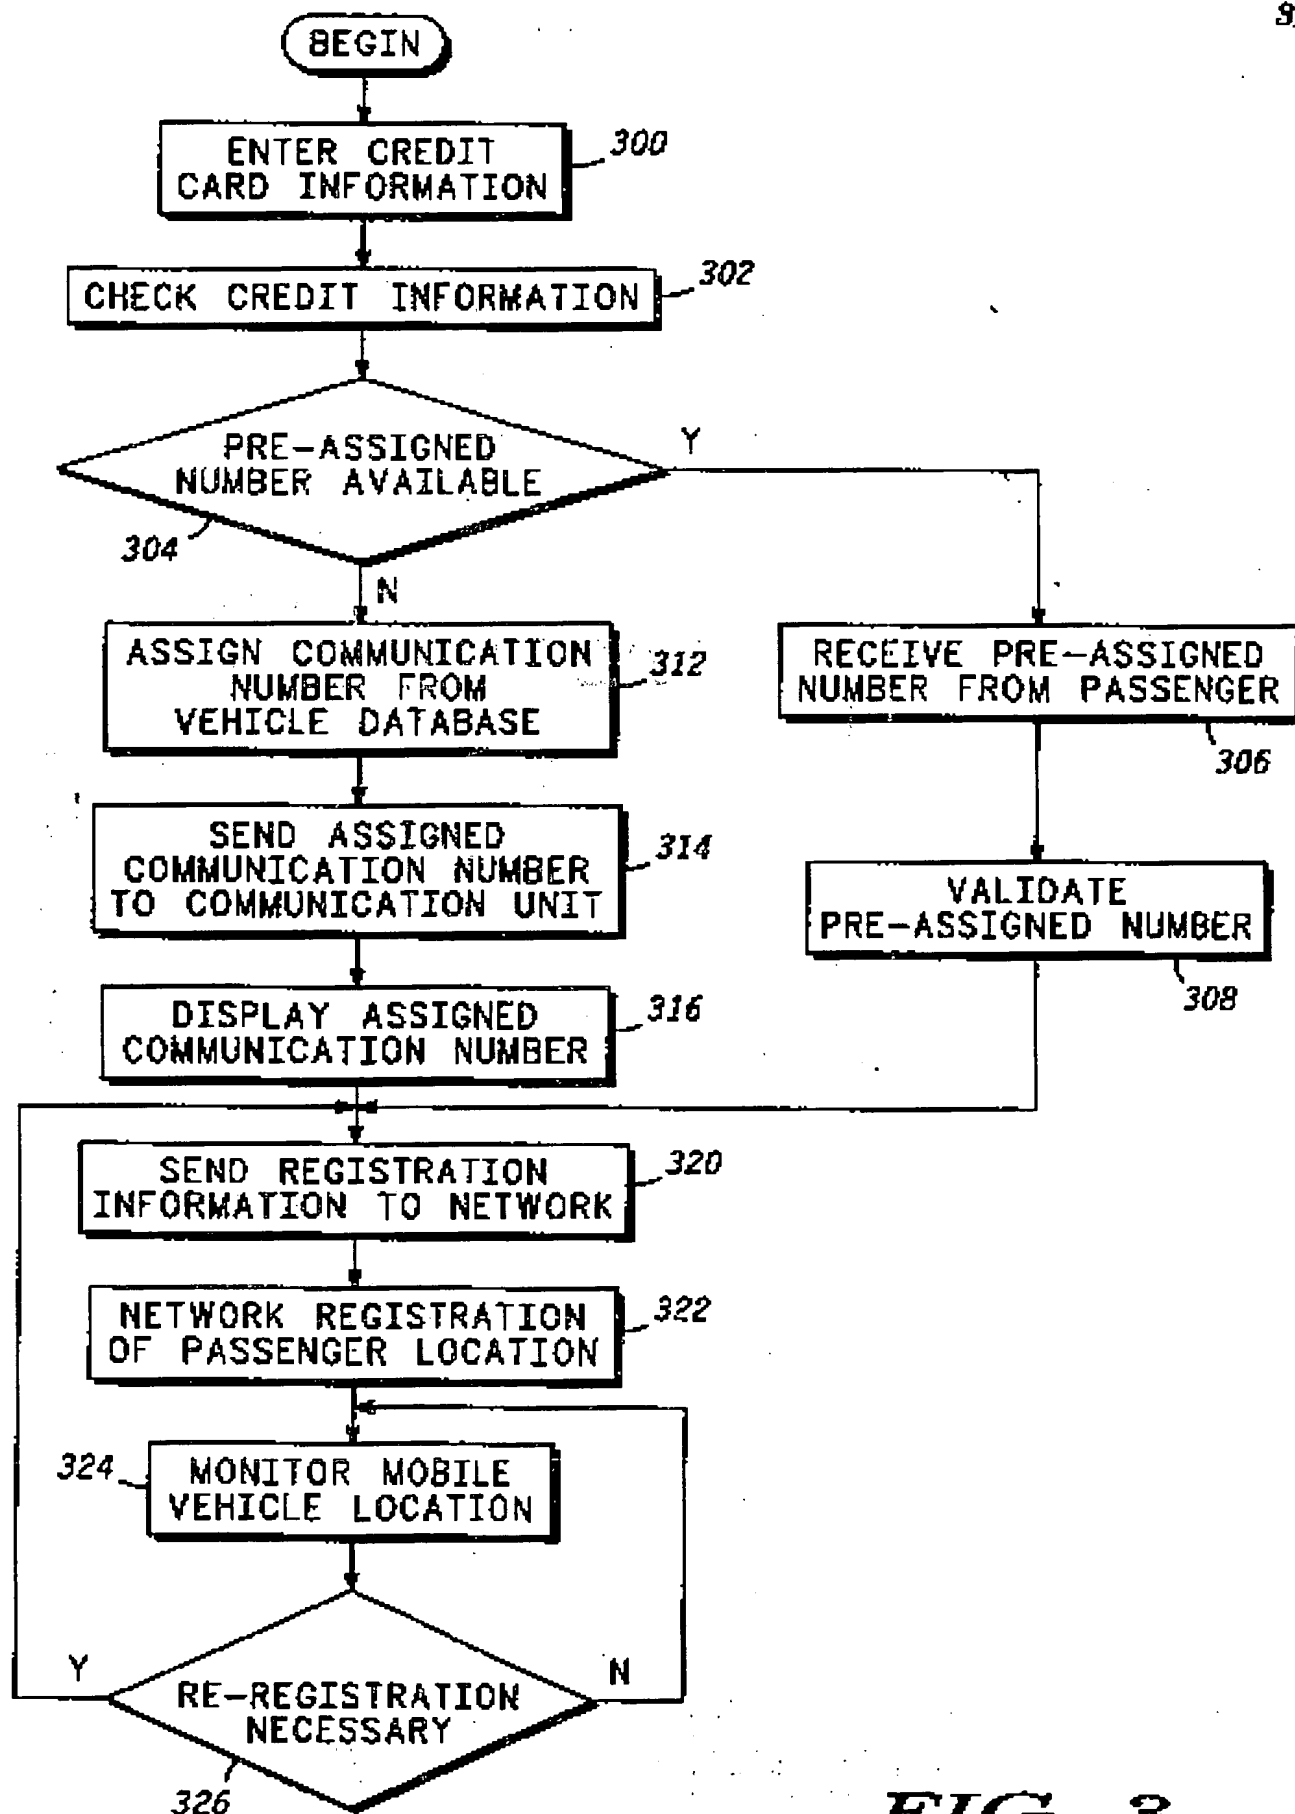 BEGIN
ENTER CREDIT
CARD INFORMATION
300
CHECK CREDIT INFORMATION
302
PRE-ASSIGNED
NUMBER AVAILABLE
304
Y
N
ASSIGN COMMUNICATION
NUMBER FROM
VEHICLE DATABASE
312
RECEIVE PRE-ASSIGNED
NUMBER FROM PASSENGER
306
SEND ASSIGNED
COMMUNICATION NUMBER
TO COMMUNICATION UNIT
314
VALIDATE
PRE-ASSIGNED NUMBER
308
DISPLAY ASSIGNED
COMMUNICATION NUMBER
316
SEND REGISTRATION
INFORMATION TO NETWORK
320
NETWORK REGISTRATION
OF PASSENGER LOCATION
322
324
MONITOR MOBILE
VEHICLE LOCATION
Y
N
RE-REGISTRATION
NECESSARY
326